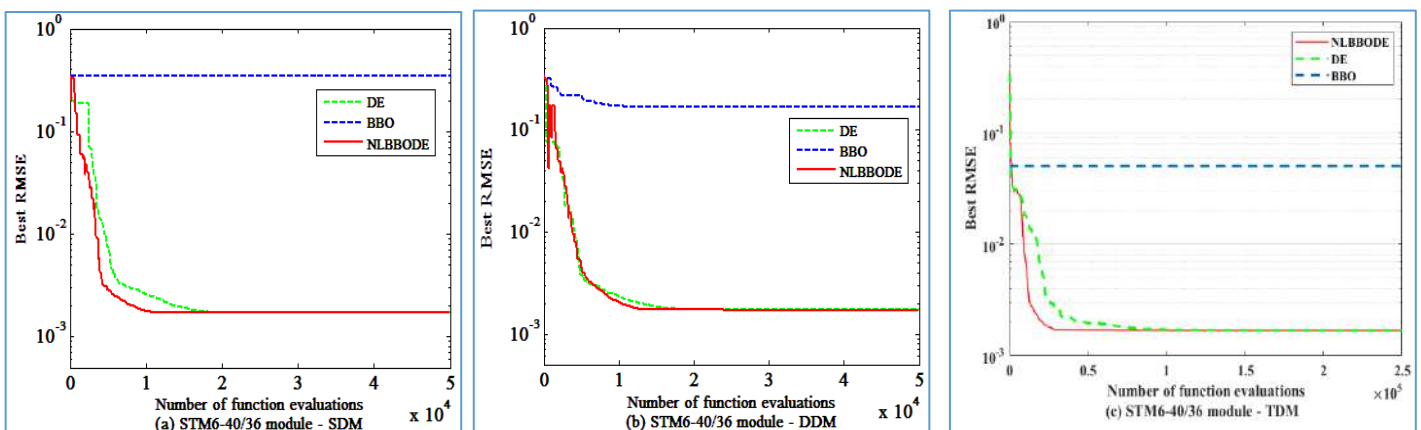 10^0
10^-1
10^-2
10^-3
Best RMSE
DE
BBO
NLBBODE
0 1 2 3 4 5
Number of function evaluations
x 10^4
(a) STM6-40/36 module - SDM
10^0
10^-1
10^-2
10^-3
Best RMSE
DE
BBO
NLBBODE
0 1 2 3 4 5
Number of function evaluations
x 10^4
(b) STM6-40/36 module - DDM
10^0
10^-1
10^-2
10^-3
Best RMSE
NLBBODE
DE
BBO
0 0.5 1 1.5 2 2.5
Number of function evaluations
×10^5
(c) STM6-40/36 module - TDM